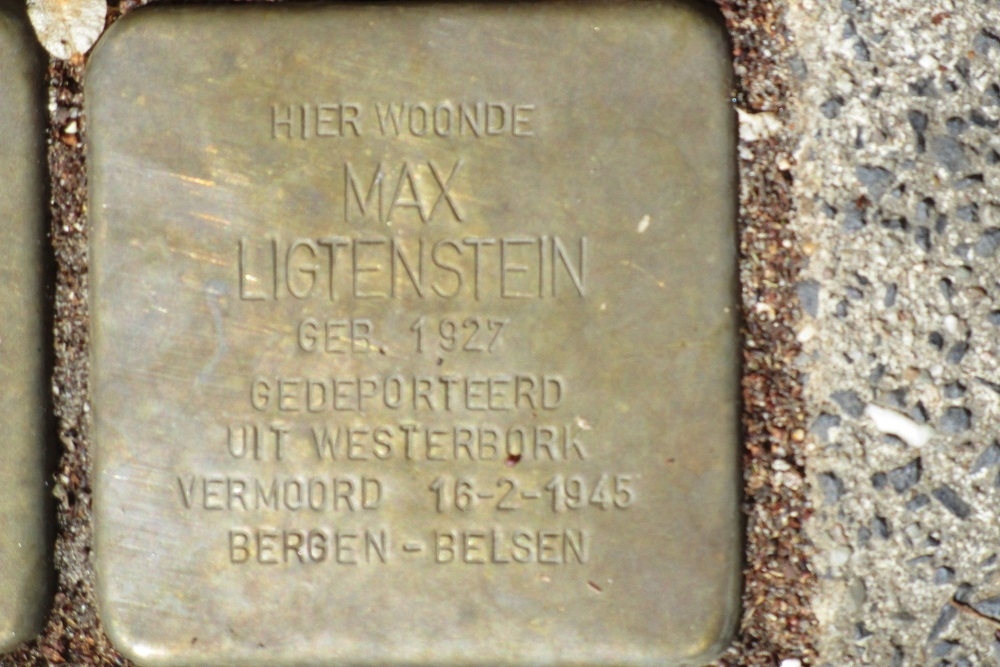 HIER WOONDE
MAX
LIGTENSTEIN
GEB. 1927
GEDEPORTEERD
UIT WESTERBORK
VERMOORD 16-2-1945
BERGEN-BELSEN